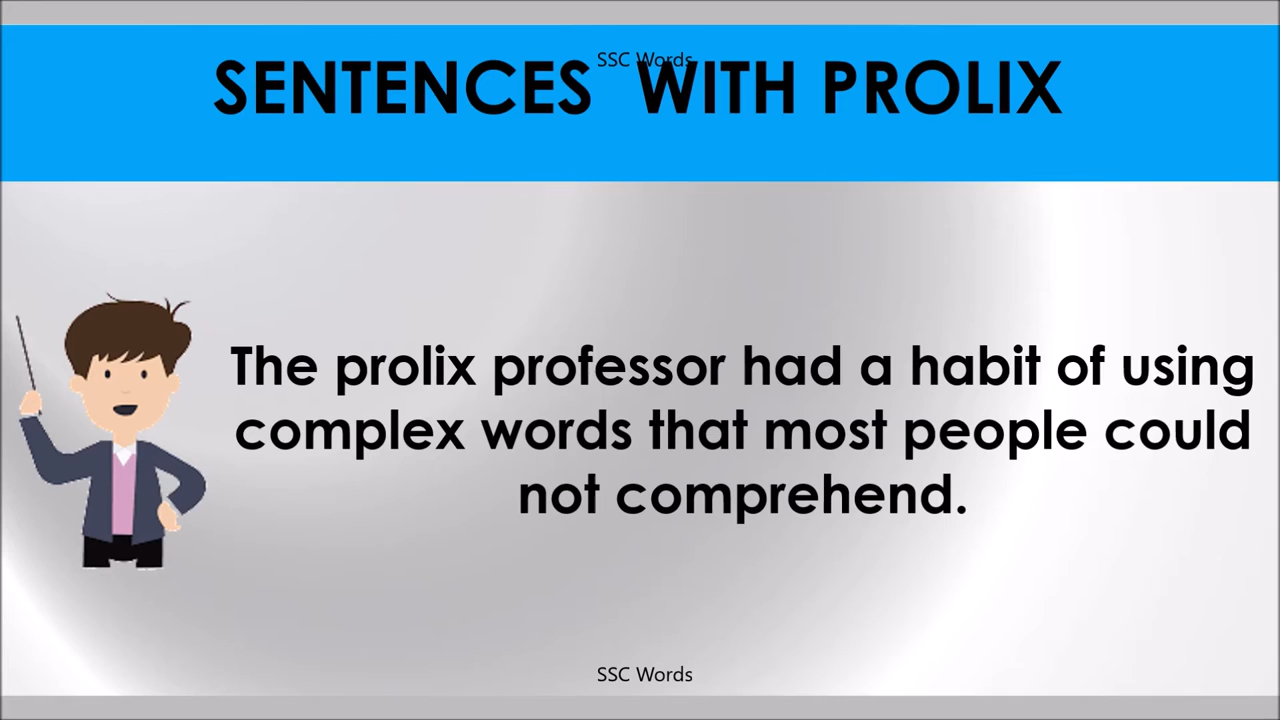 SSC Words
SENTENCES WITH PROLIX
The prolix professor had a habit of using
complex words that most people could
not comprehend.
SSC Words